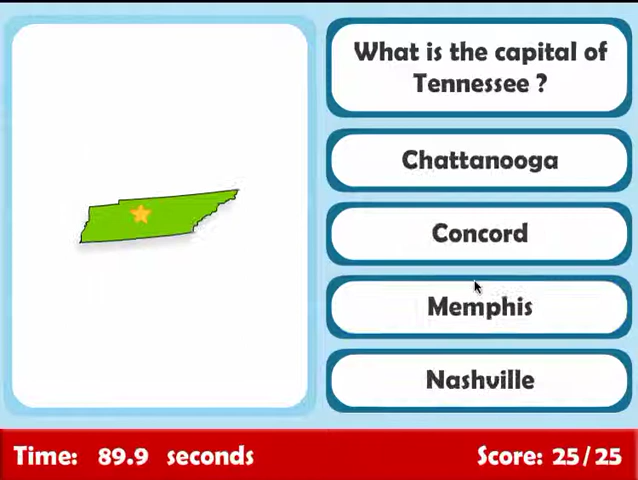 What is the capital of
Tennessee ?
Chattanooga
Concord
Memphis
Nashville
Time: 89.9 seconds
Score: 25/25